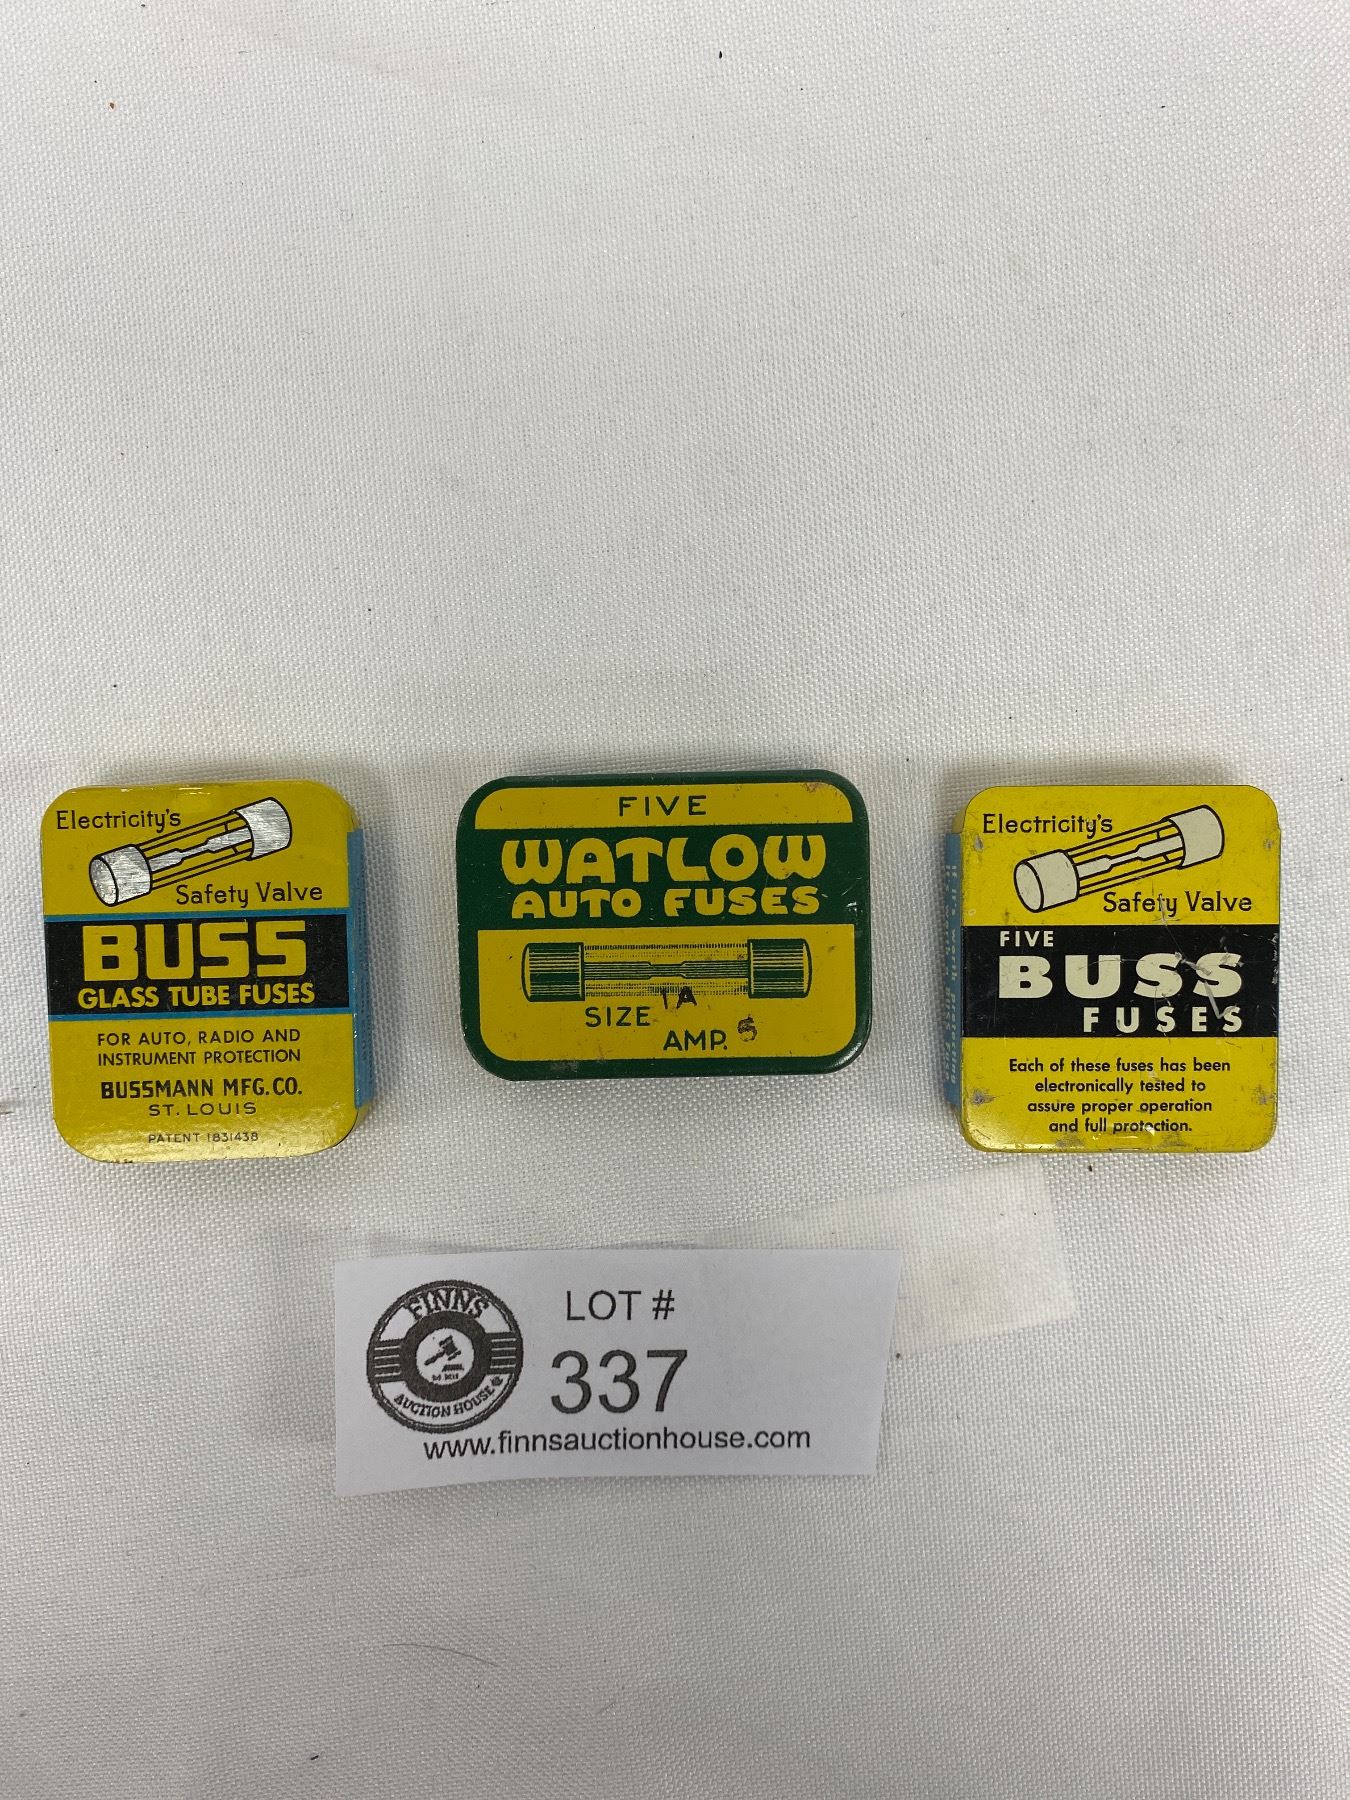 Electricity's
Safety Valve
BUSS
GLASS TUBE FUSES
FOR AUTO, RADIO AND
INSTRUMENT PROTECTION
BUSSMANN MFG. CO.
ST. LOUIS
PATENT 1831438
FIVE
WATLOW
AUTO FUSES
SIZE 1A
AMP. 5
Electricity's
Safety Valve
FIVE
BUSS
FUSES
Each of these fuses has been
electronically tested to
assure proper operation
and full protection.
FINNS
AUCTION HOUSE
LOT #
337
www.finnsauctionhouse.com